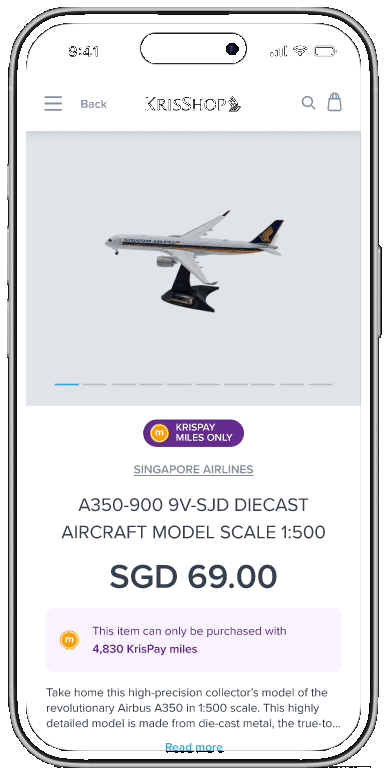 9:41
Back
KRISSHOP
SINGAPORE AIRLINES
KRISPAY
MILES ONLY
SINGAPORE AIRLINES
A350-900 9V-SJD DIECAST
AIRCRAFT MODEL SCALE 1:500
SGD 69.00
This item can only be purchased with
4,830 KrisPay miles
Take home this high-precision collector's model of the
revolutionary Airbus A350 in 1:500 scale. This highly
detailed model is made from die-cast metal, the true-to...
Read more